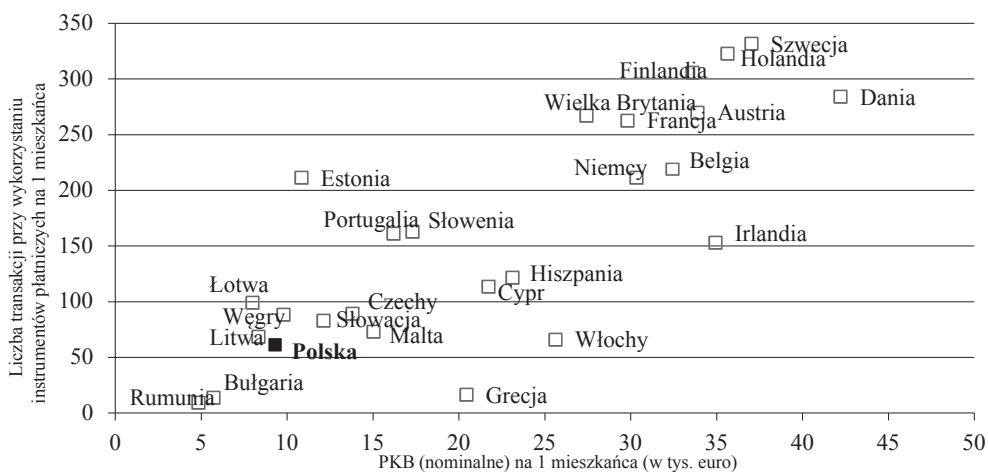 Liczba transakcji przy wykorzystaniu
instrumentów płatniczych na 1 mieszkańca
350
300
250
200
150
100
50
0
Szwecja
Holandia
Finlandia
Dania
Wielka Brytania
Austria
Francja
Belgia
Niemcy
Estonia
Portugalia
Słowenia
Irlandia
Hiszpania
Cypr
Łotwa
Czechy
Węgry
Słowacja
Litwa
Malta
Włochy
Polska
Bułgaria
Rumunia
Grecja
0 5 10 15 20 25 30 35 40 45 50
PKB (nominalne) na 1 mieszkańca (w tys. euro)